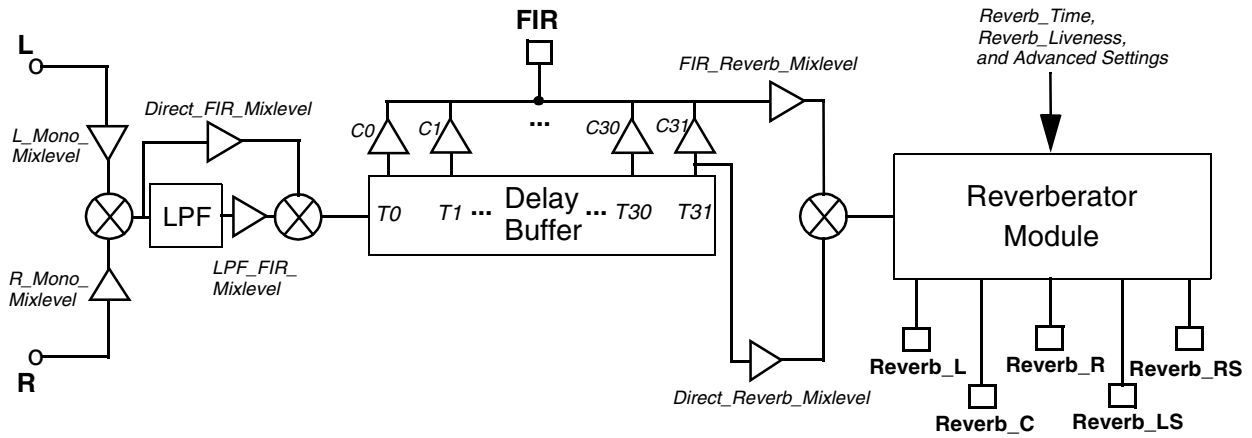 L
R
L_Mono_
Mixlevel
R_Mono_
Mixlevel
Direct_FIR_Mixlevel
LPF
LPF_FIR_
Mixlevel
FIR
C0
C1
...
C30
C31
T0
T1 ... Delay ... T30
T31
Buffer
FIR_Reverb_Mixlevel
Direct_Reverb_Mixlevel
Reverb_Time,
Reverb_Liveness,
and Advanced Settings
Reverberator
Module
Reverb_L
Reverb_R
Reverb_RS
Reverb_C
Reverb_LS